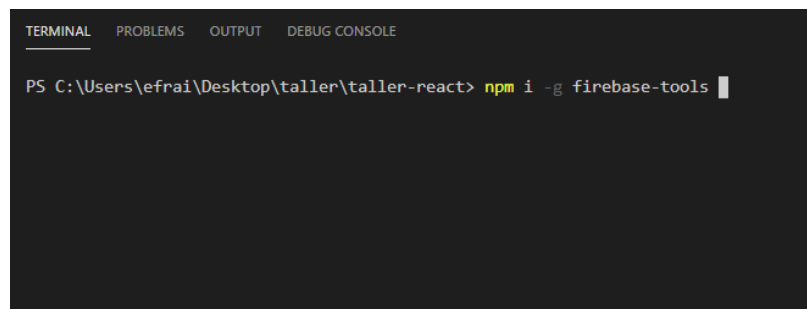 TERMINAL PROBLEMS OUTPUT DEBUG CONSOLE
PS C:\Users\efrai\Desktop\taller\taller-react> npm i -g firebase-tools